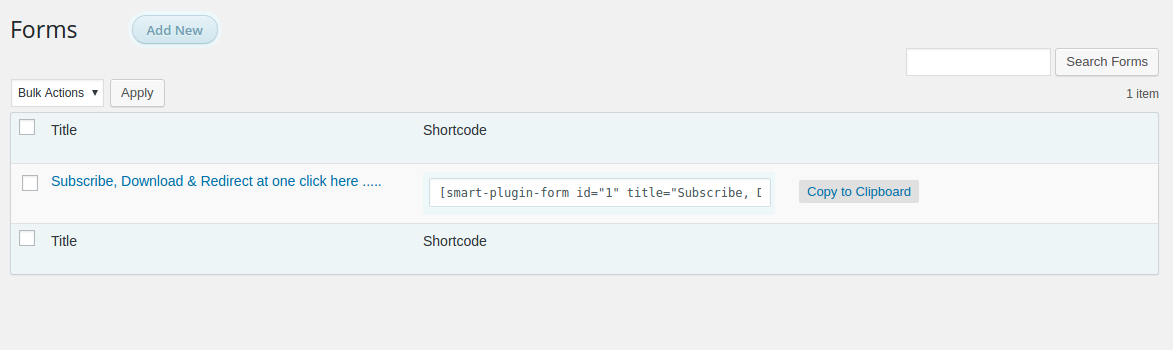 Forms
Add New
Search Forms
Bulk Actions
Apply
1 item
Title
Shortcode
Subscribe, Download & Redirect at one click here .....
[smart-plugin-form id="1" title="Subscribe, D
Copy to Clipboard
Title
Shortcode